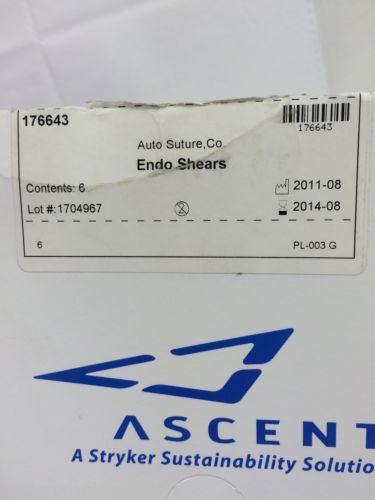 176643
176643
Auto Suture,Co.
Endo Shears
Contents: 6
2011-08
Lot #:1704967
2014-08
6
PL-003 G
ASCENT
A Stryker Sustainability Solutio